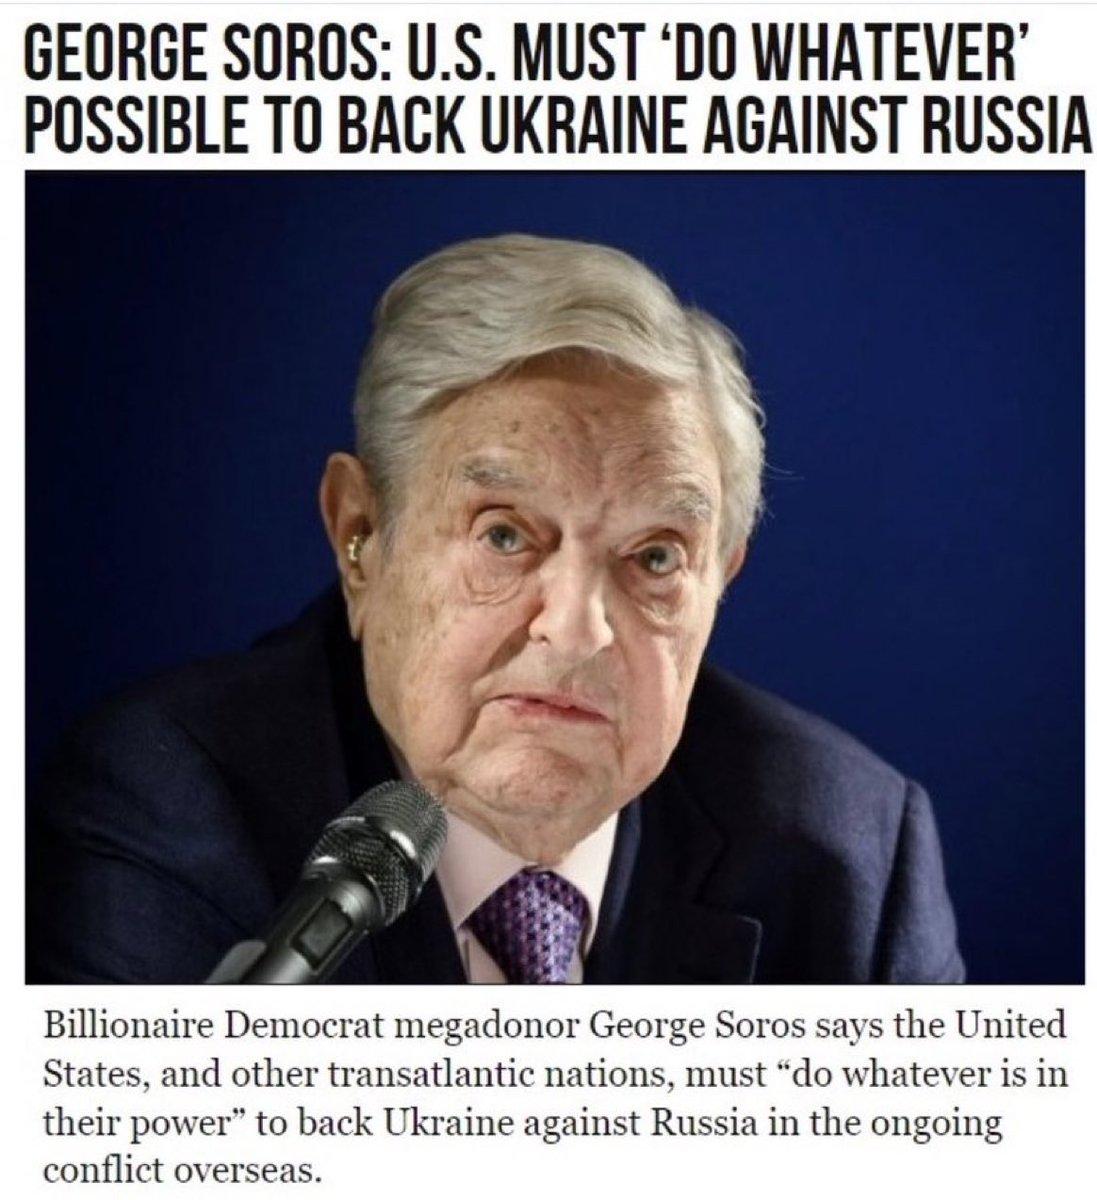 GEORGE SOROS: U.S. MUST ‘DO WHATEVER’
POSSIBLE TO BACK UKRAINE AGAINST RUSSIA
Billionaire Democrat megadonor George Soros says the United
States, and other transatlantic nations, must “do whatever is in
their power” to back Ukraine against Russia in the ongoing
conflict overseas.